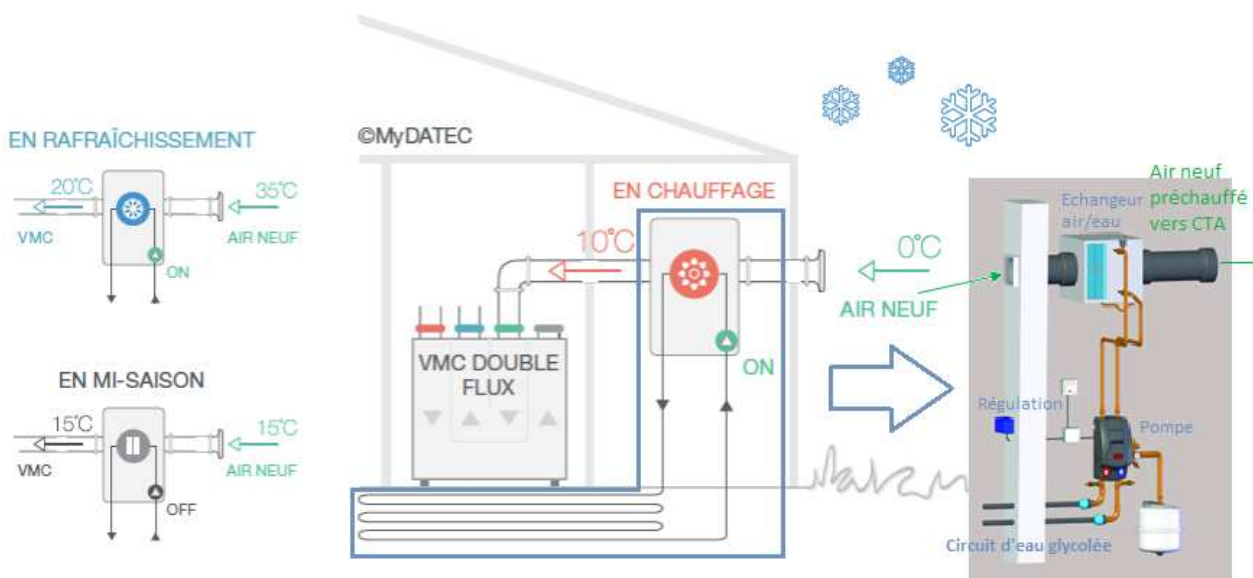 EN RAFRAÎCHISSEMENT
20°C
35°C
VMC
AIR NEUF
ON
EN MI-SAISON
15°C
15°C
VMC
AIR NEUF
OFF
©MyDATEC
EN CHAUFFAGE
10°C
0°C
AIR NEUF
ON
VMC DOUBLE
FLUX
Air neuf
préchauffé
vers CTA
Echangeur
air/eau
Régulation
Pompe
Circuit d'eau glycolée